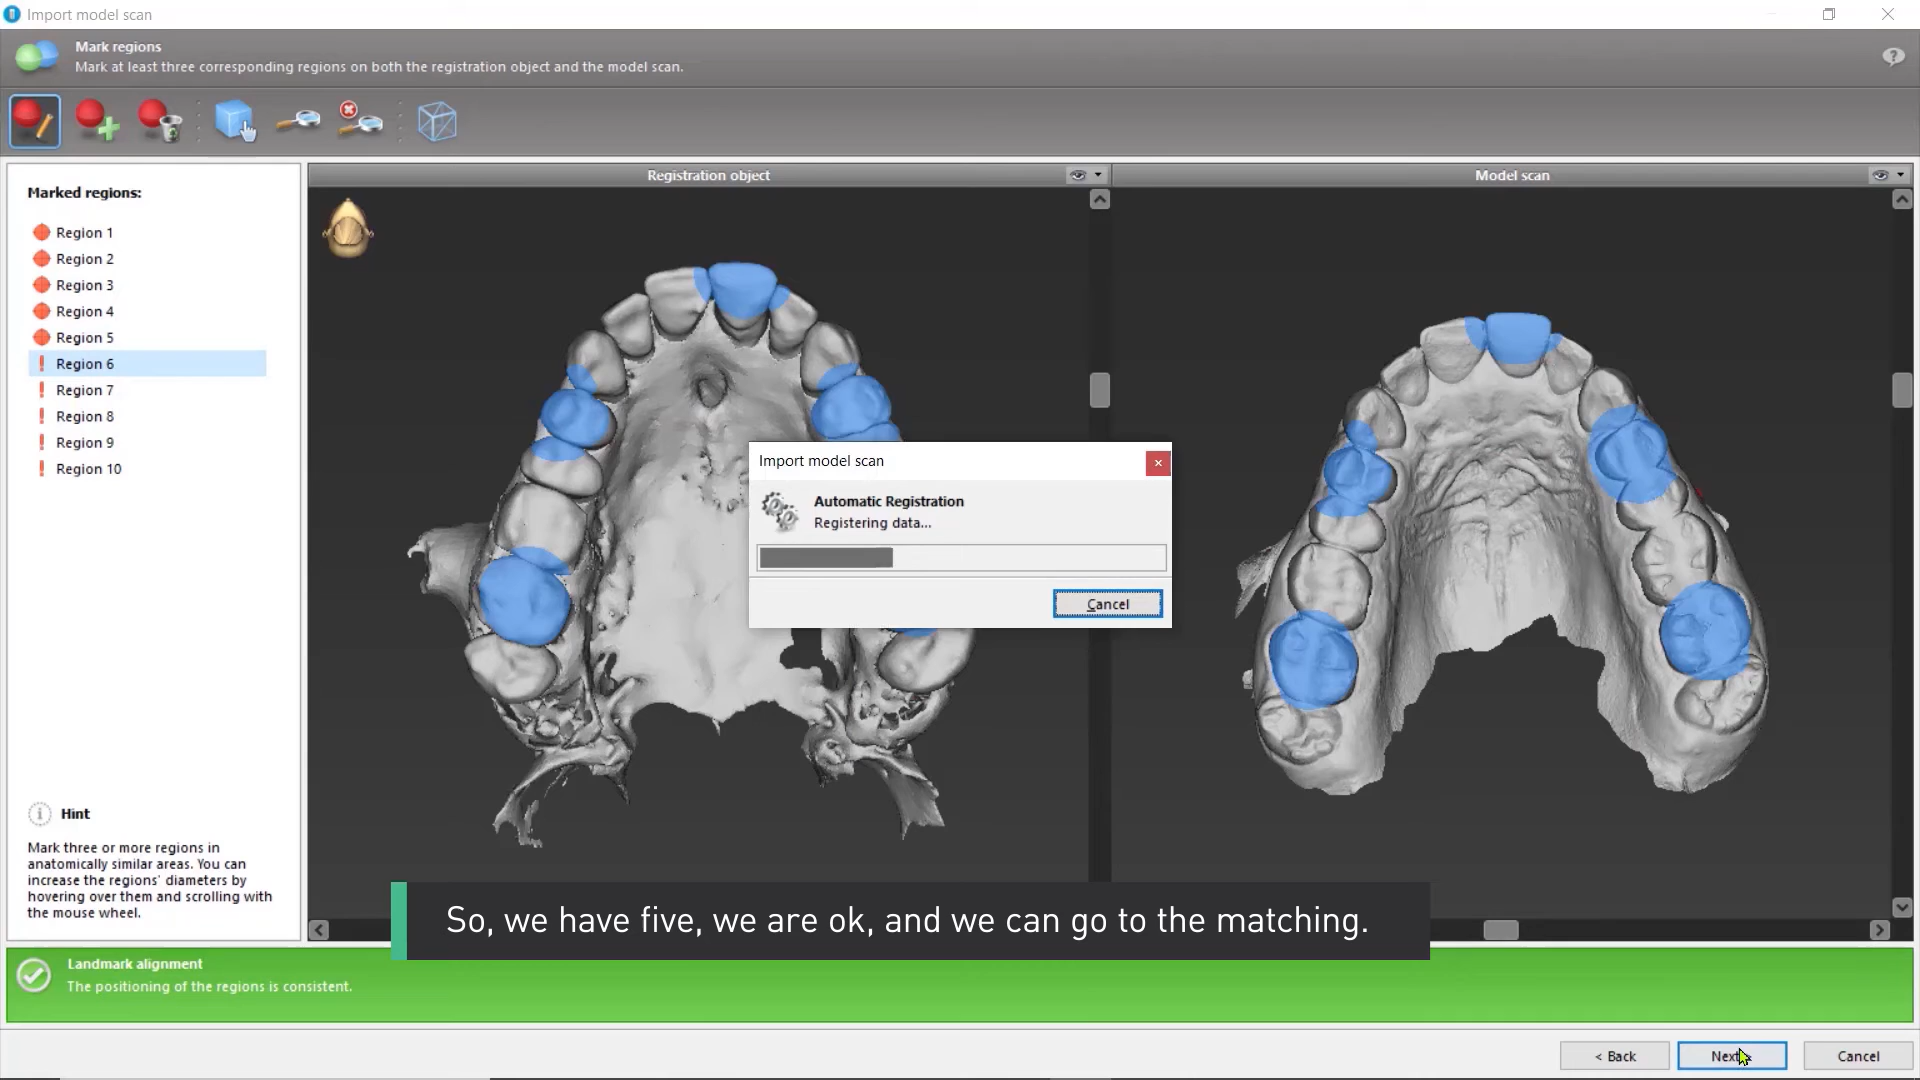 Import model scan
Mark regions
Mark at least three corresponding regions on both the registration object and the model scan.
Marked regions:
Region 1
Region 2
Region 3
Region 4
Region 5
Region 6
Region 7
Region 8
Region 9
Region 10
Hint
Mark three or more regions in
anatomically similar areas. You can
increase the regions' diameters by
hovering over them and scrolling with
the mouse wheel.
Registration object
Model scan
Import model scan
Automatic Registration
Registering data...
Cancel
So, we have five, we are ok, and we can go to the matching.
Landmark alignment
The positioning of the regions is consistent.
< Back
Next
Cancel